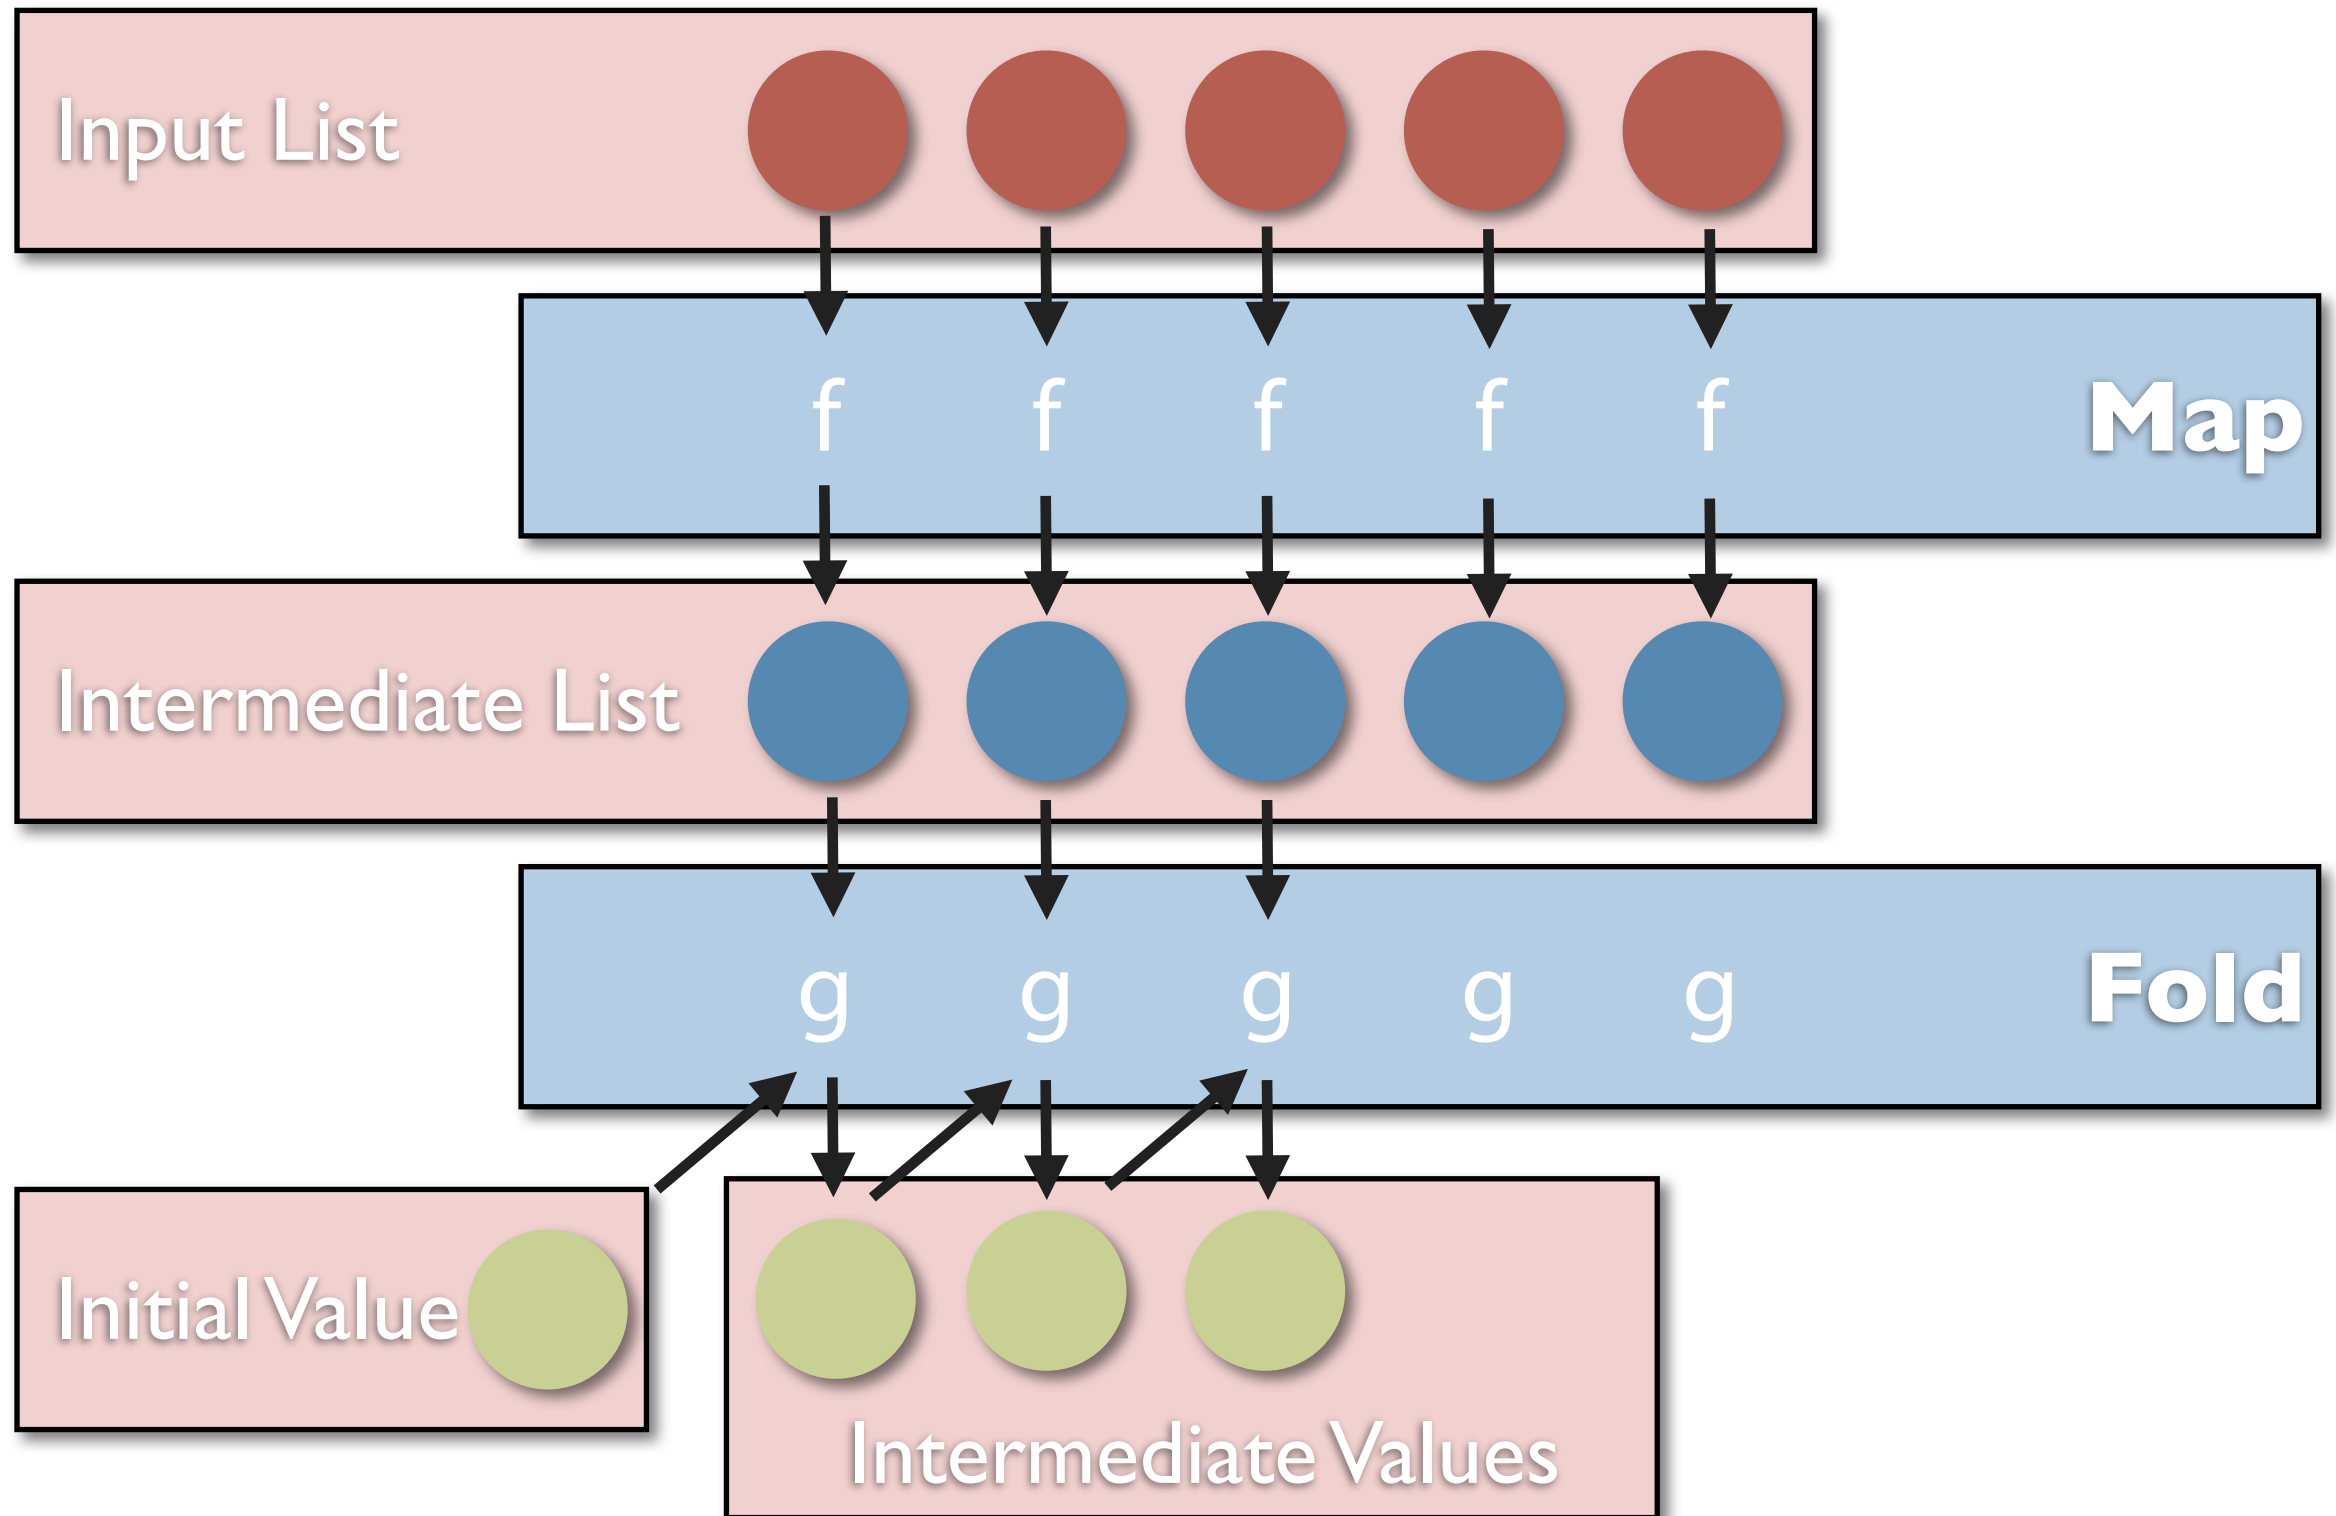 Input List
f f f f f Map
Intermediate List
g g g g g Fold
Initial Value
Intermediate Values